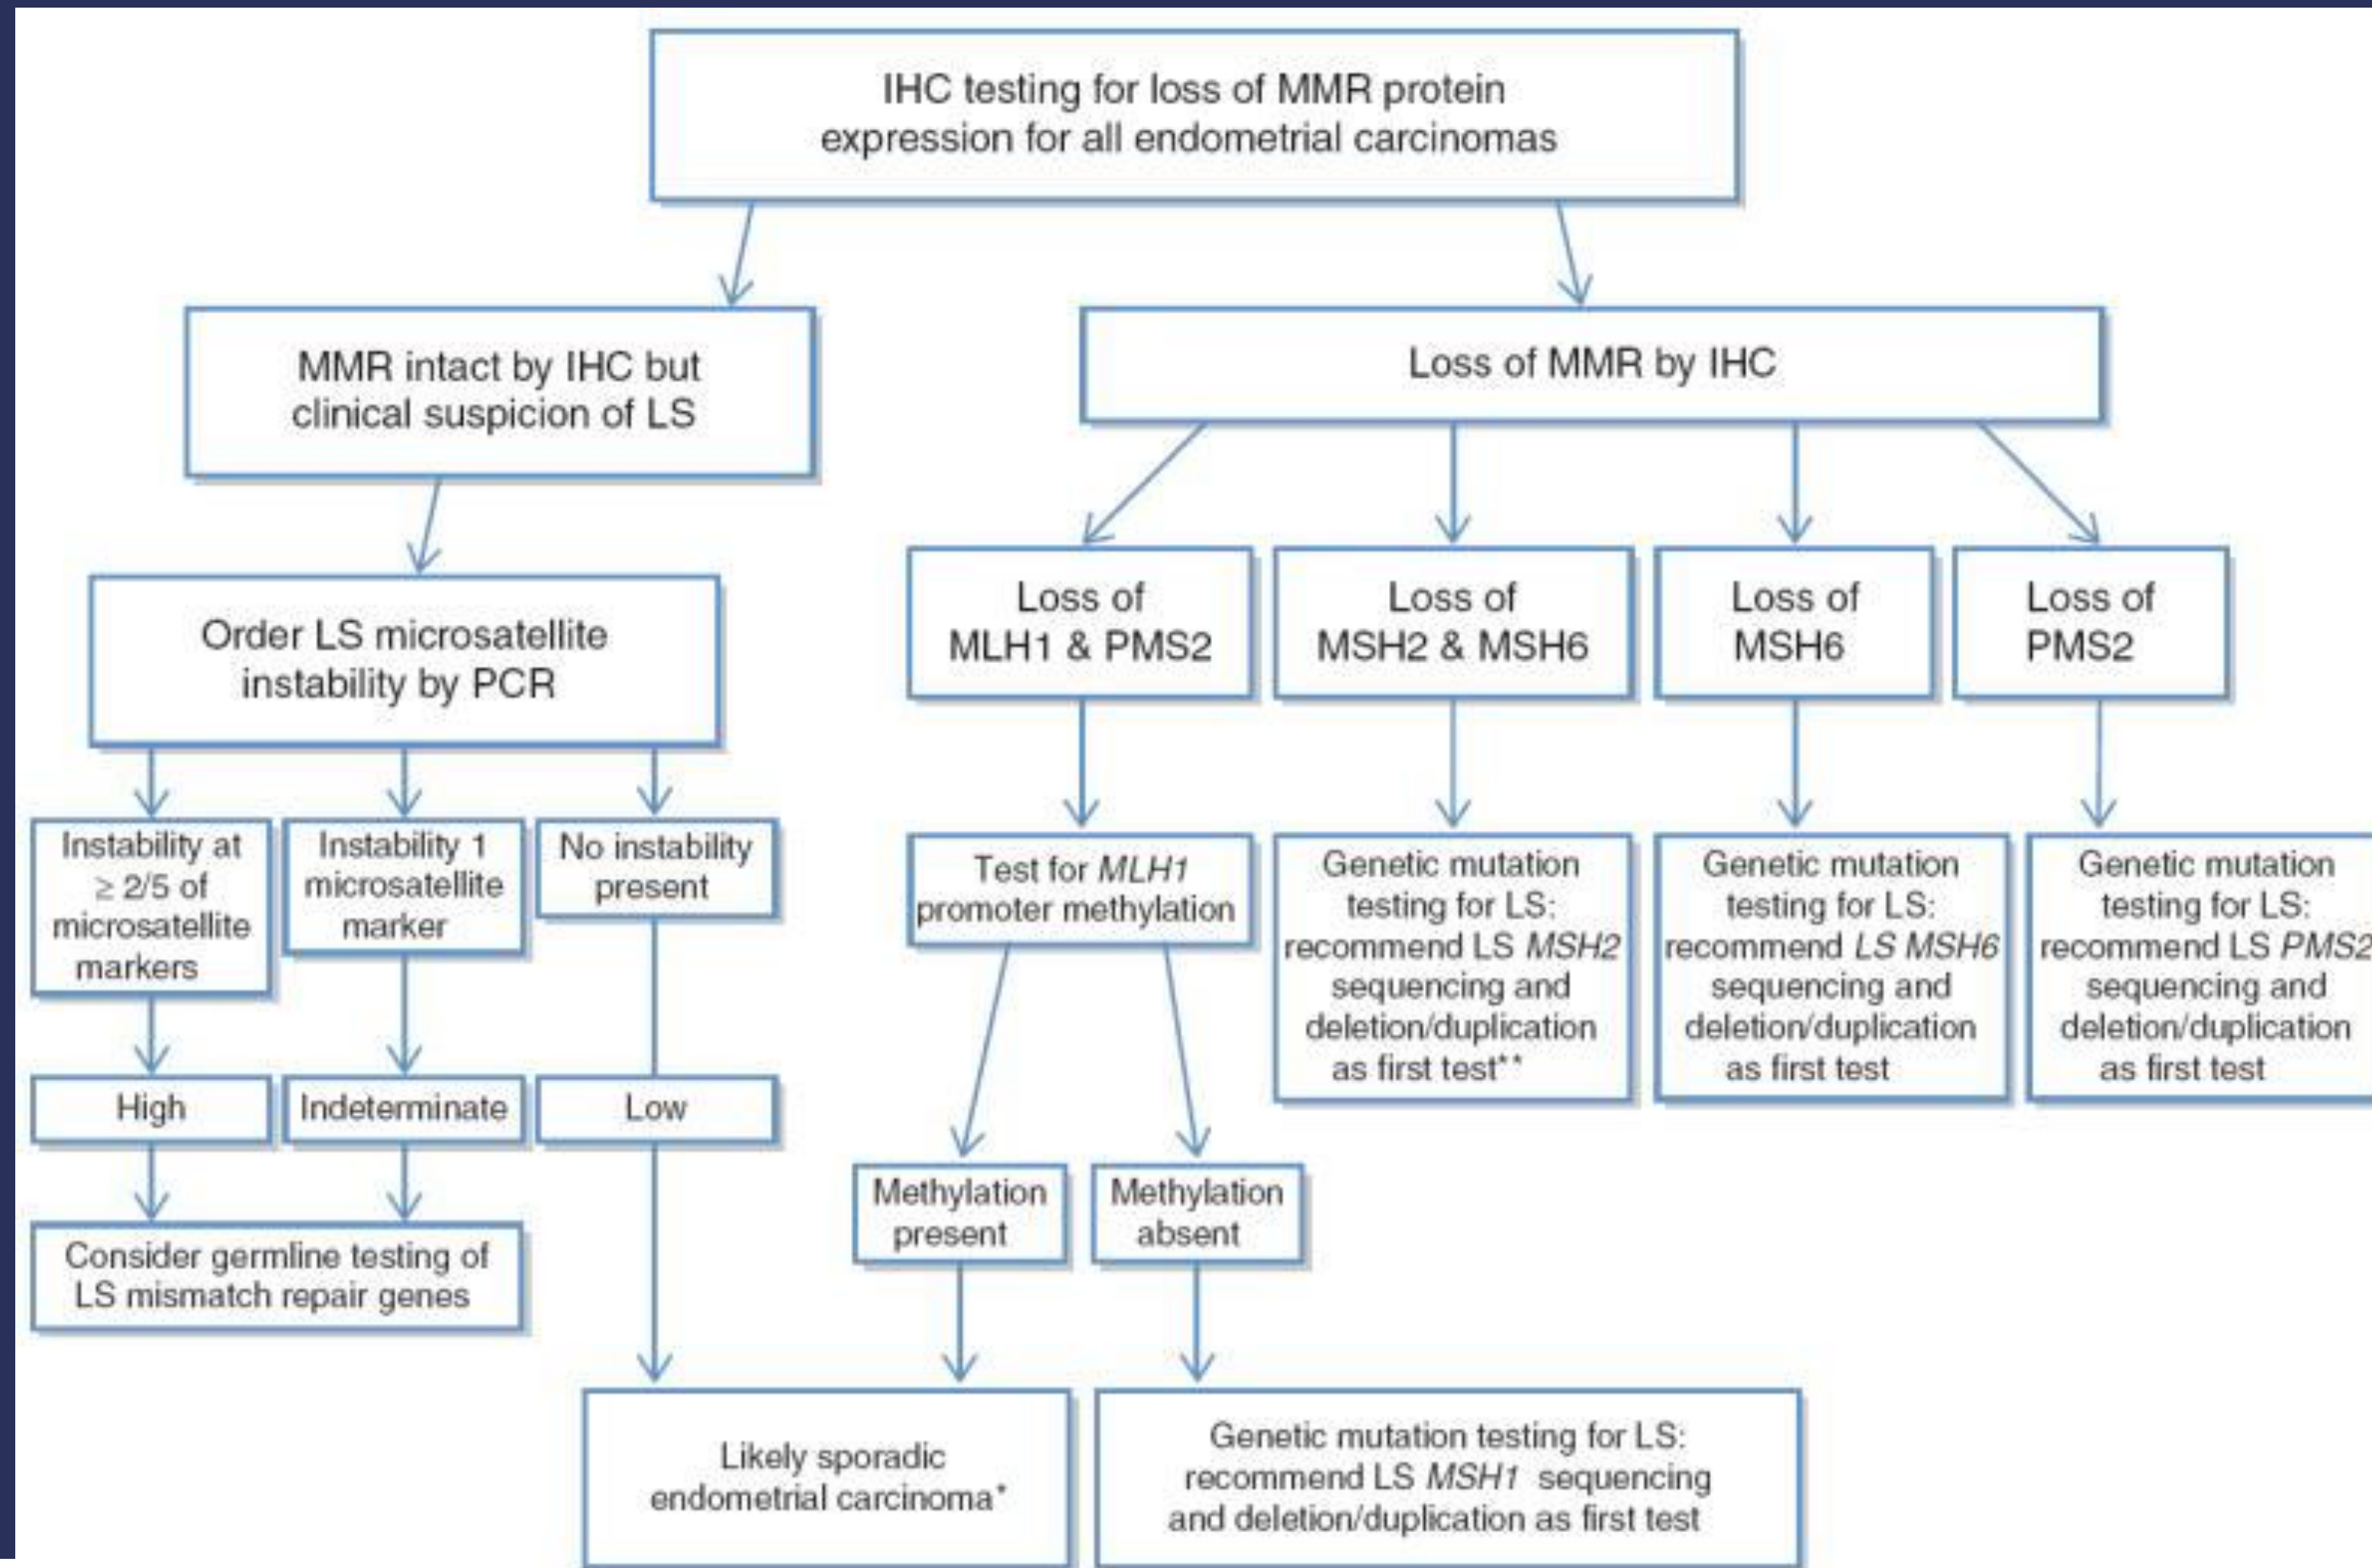 IHC testing for loss of MMR protein
expression for all endometrial carcinomas
MMR intact by IHC but
clinical suspicion of LS
Loss of MMR by IHC
Order LS microsatellite
instability by PCR
Loss of
MLH1 & PMS2
Loss of
MSH2 & MSH6
Loss of
MSH6
Loss of
PMS2
Instability at
≥ 2/5 of
microsatellite
markers
Instability 1
microsatellite
marker
No instability
present
Test for MLH1
promoter methylation
Genetic mutation
testing for LS:
recommend LS MSH2
sequencing and
deletion/duplication
as first test**
Genetic mutation
testing for LS:
recommend LS MSH6
sequencing and
deletion/duplication
as first test
Genetic mutation
testing for LS:
recommend LS PMS2
sequencing and
deletion/duplication
as first test
High
Indeterminate
Low
Methylation
present
Methylation
absent
Consider germline testing of
LS mismatch repair genes
Likely sporadic
endometrial carcinoma*
Genetic mutation testing for LS:
recommend LS MSH1 sequencing
and deletion/duplication as first test